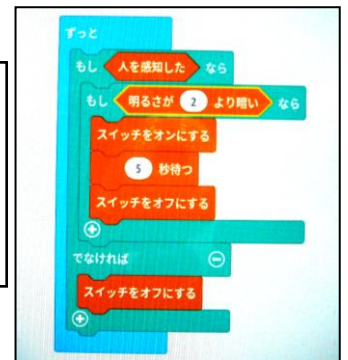 ずっと
もし 人を感知した なら
もし 明るさが 2 より暗い なら
スイッチをオンにする
5 秒待つ
スイッチをオフにする
でなければ
スイッチをオフにする